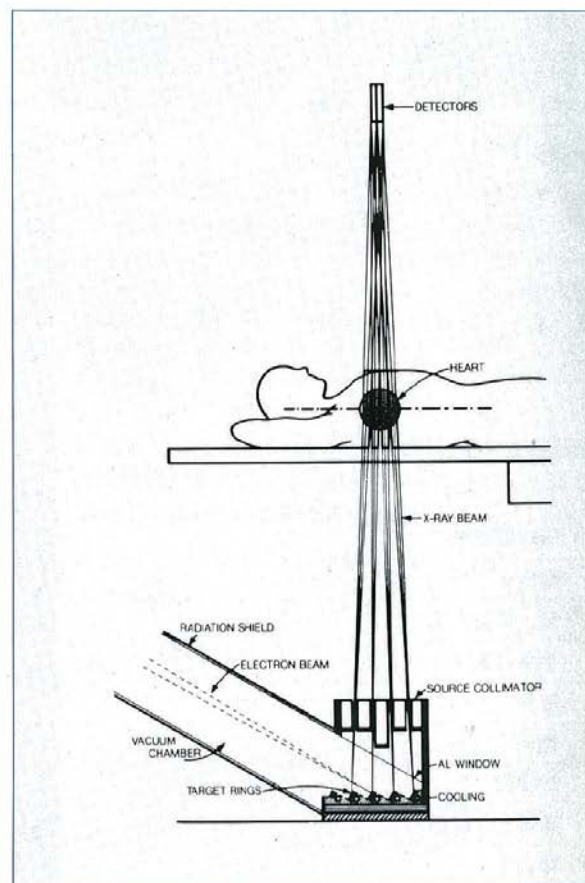 DETECTORS
HEART
X-RAY BEAM
RADIATION SHIELD
ELECTRON BEAM
SOURCE COLLIMATOR
VACUUM
CHAMBER
AL WINDOW
TARGET RINGS
COOLING